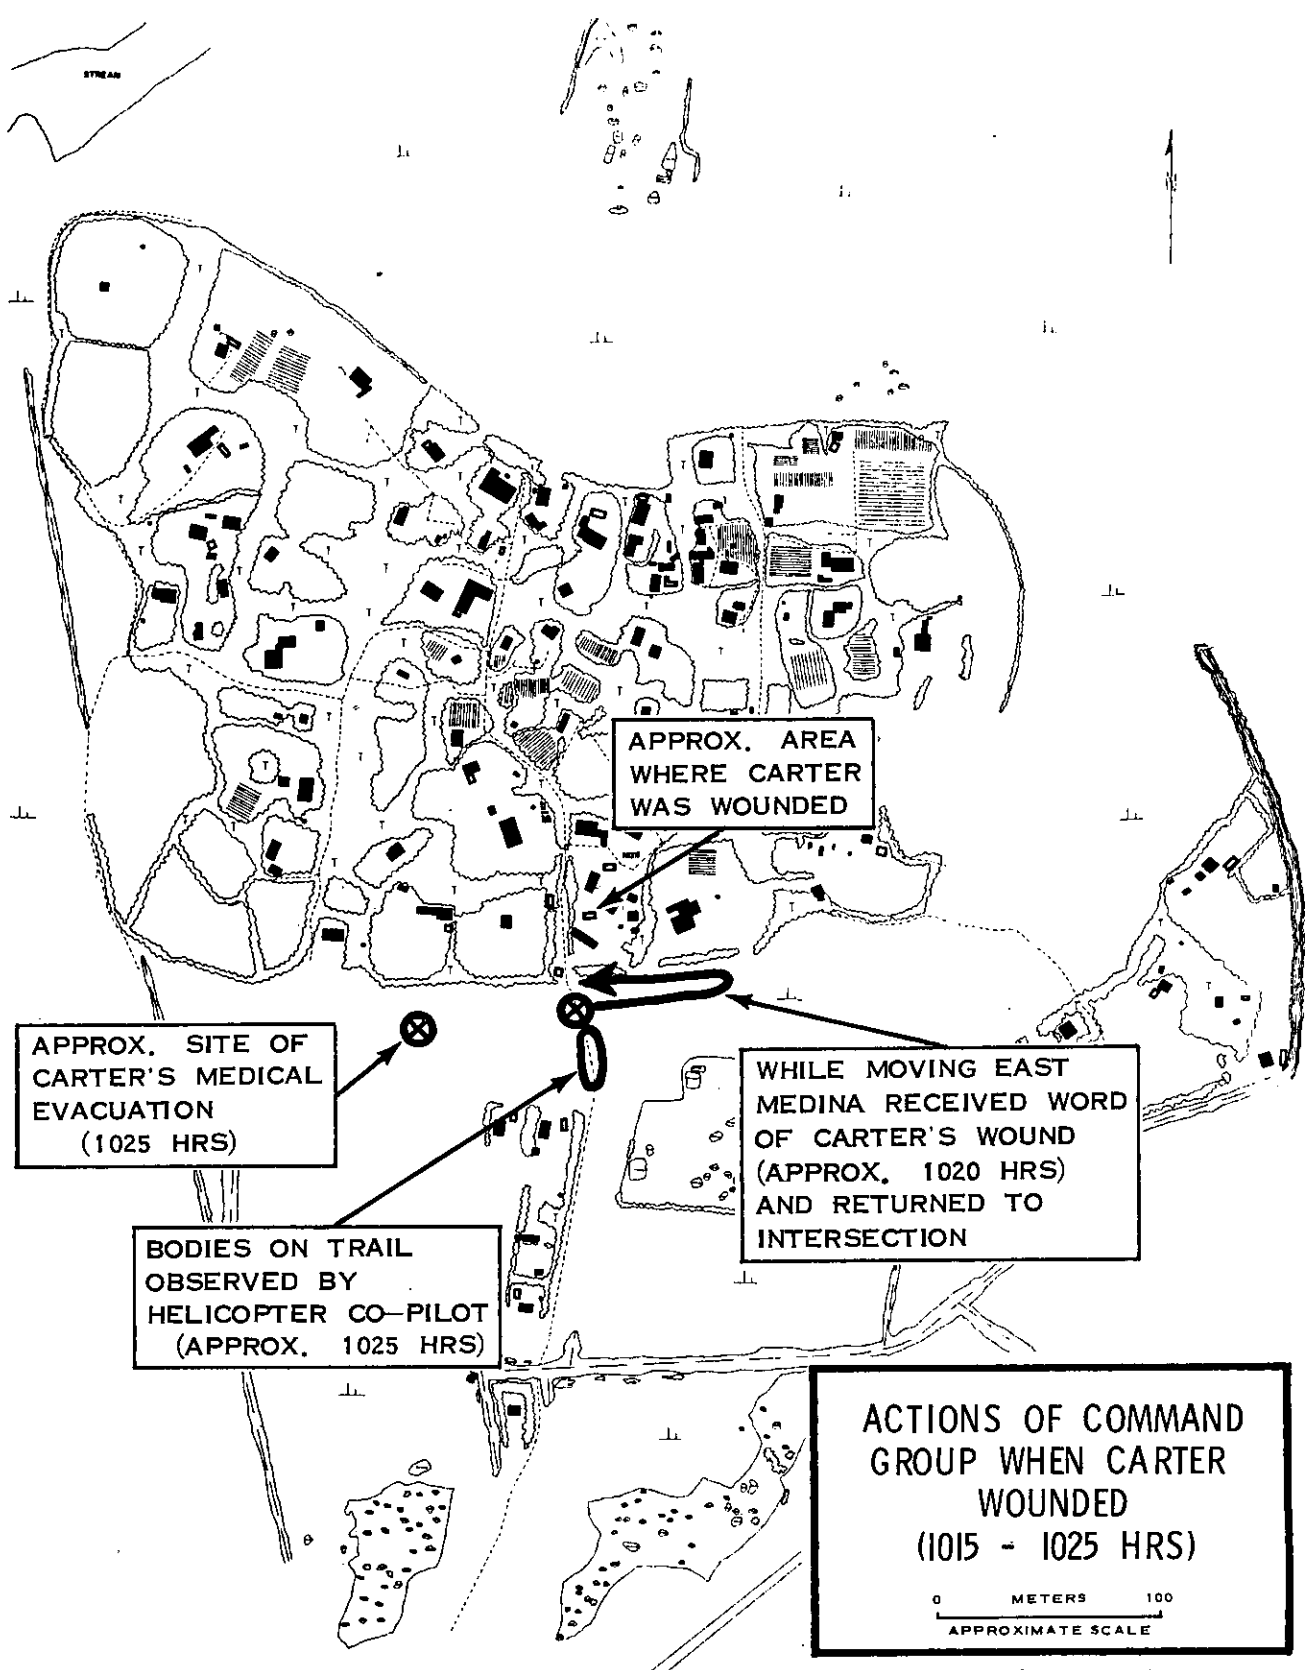 STREAM
APPROX. AREA
WHERE CARTER
WAS WOUNDED
APPROX. SITE OF
CARTER'S MEDICAL
EVACUATION
(1025 HRS)
WHILE MOVING EAST
MEDINA RECEIVED WORD
OF CARTER'S WOUND
(APPROX. 1020 HRS)
AND RETURNED TO
INTERSECTION
BODIES ON TRAIL
OBSERVED BY
HELICOPTER CO-PILOT
(APPROX. 1025 HRS)
ACTIONS OF COMMAND
GROUP WHEN CARTER
WOUNDED
(1015 - 1025 HRS)
0 METERS 100
APPROXIMATE SCALE